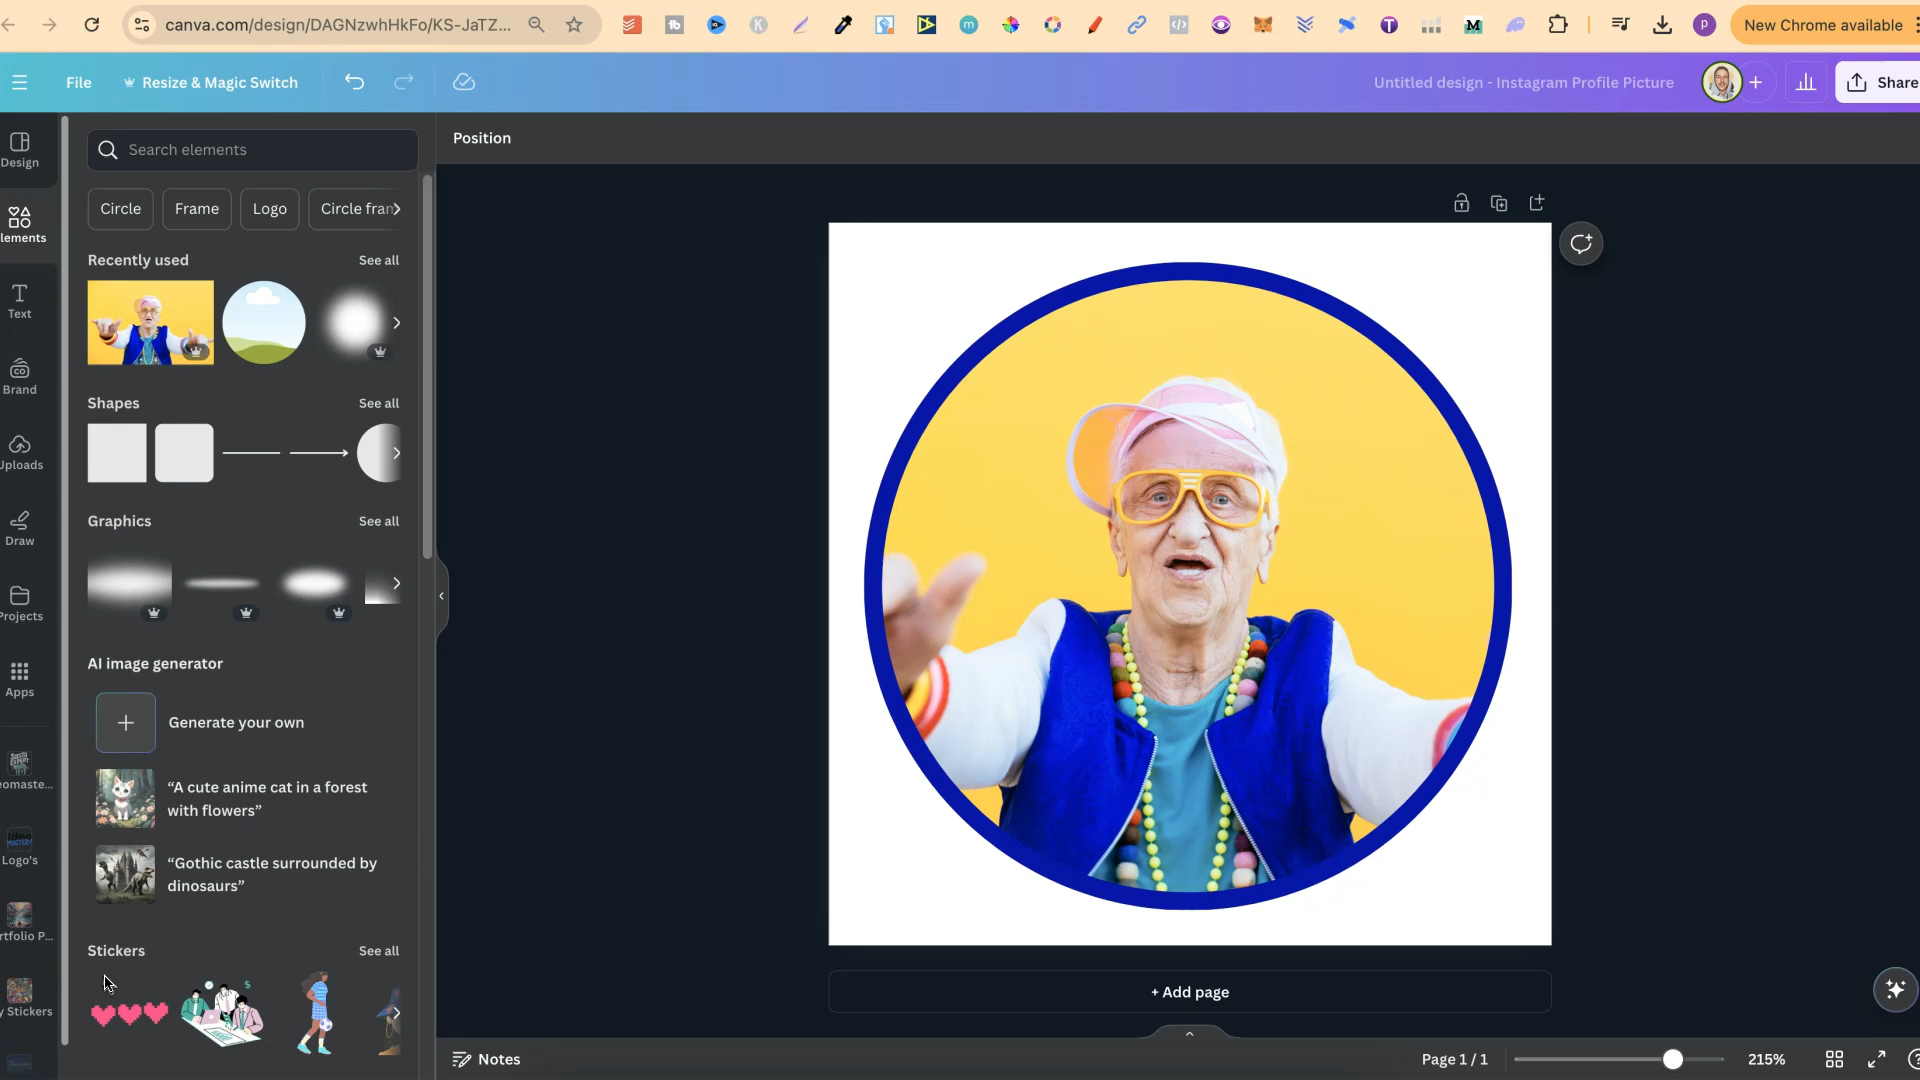 canva.com/design/DAGNzwhHkFo/KS-JaTZ...
New Chrome available
File
Resize & Magic Switch
Untitled design - Instagram Profile Picture
Share
Design
Search elements
Position
Circle
Frame
Logo
Circle fran
lements
Recently used
See all
Text
Brand
Shapes
See all
Uploads
Graphics
See all
Draw
Projects
AI image generator
Apps
Generate your own
“A cute anime cat in a forest
with flowers”
omaste...
Logo's
“Gothic castle surrounded by
dinosaurs”
rtfolio P...
Stickers
See all
y Stickers
+ Add page
Notes
Page 1 / 1
215%